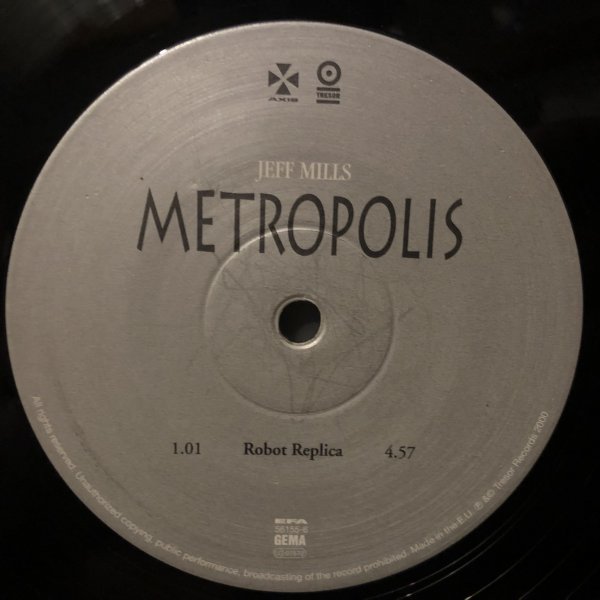 AXIS TRESOR
JEFF MILLS
METROPOLIS
1.01 Robot Replica 4.57
EFA
56155-6
GEMA
All rights reserved. Unauthorized copying, public performance, broadcasting of the record prohibited. Made in the E.U. ℗ &© Tresor Records 2000